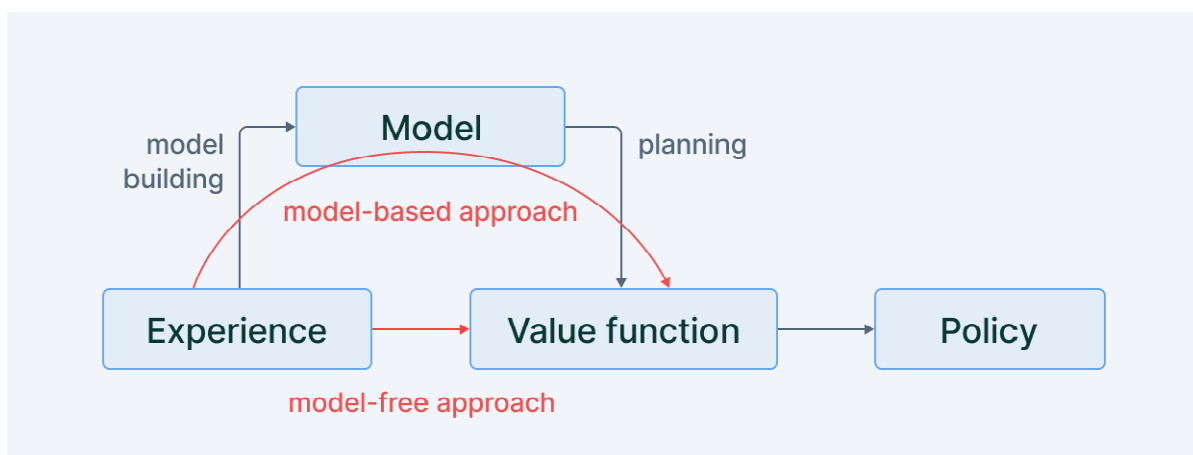 Model
model
building
planning
model-based approach
Experience
Value function
Policy
model-free approach